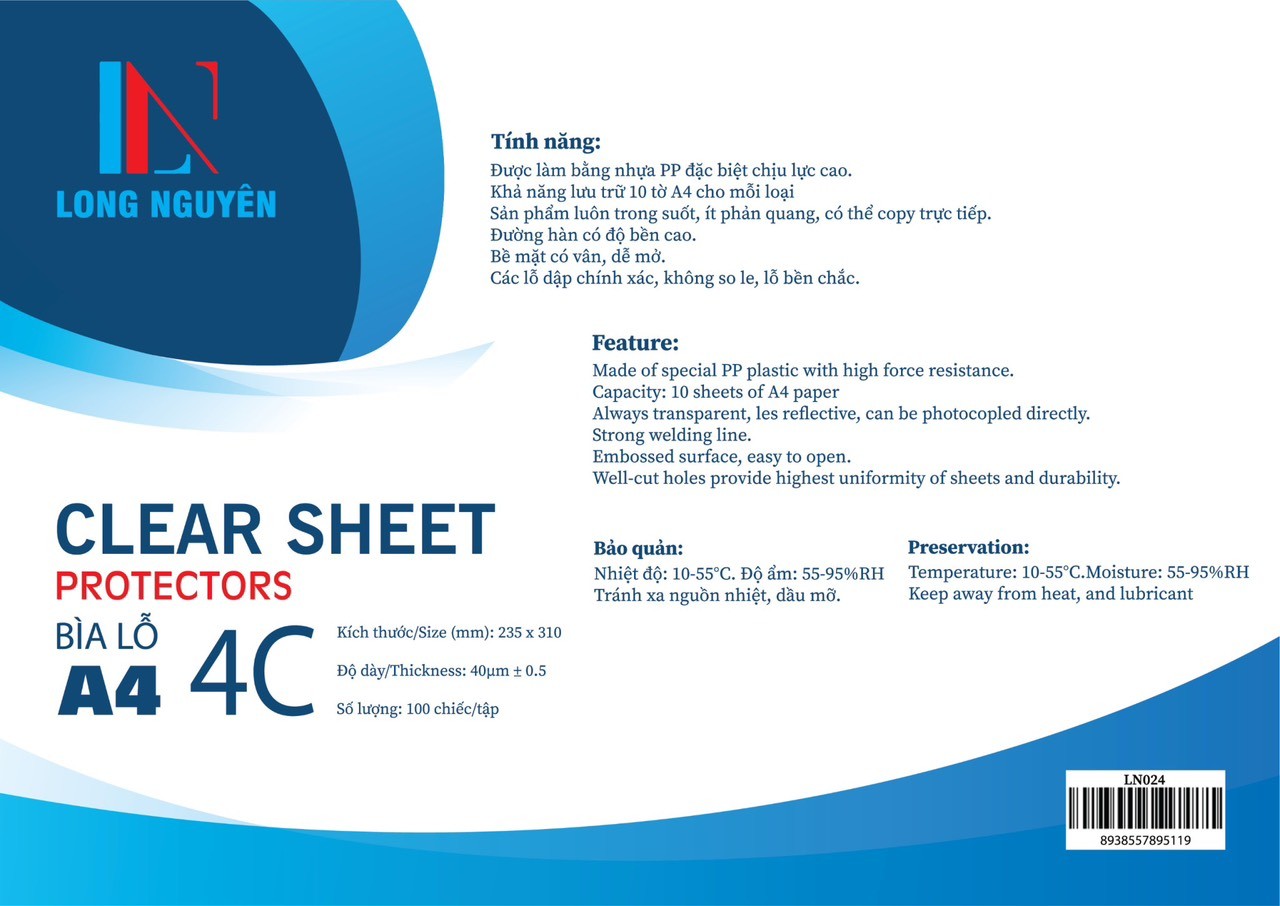 LN
LONG NGUYÊN
Tính năng:
Được làm bằng nhựa PP đặc biệt chịu lực cao.
Khả năng lưu trữ 10 tờ A4 cho mỗi loại
Sản phẩm luôn trong suốt, ít phản quang, có thể copy trực tiếp.
Đường hàn có độ bền cao.
Bề mặt có vân, dễ mở.
Các lỗ dập chính xác, không so le, lỗ bền chắc.
Feature:
Made of special PP plastic with high force resistance.
Capacity: 10 sheets of A4 paper
Always transparent, les reflective, can be photocopled directly.
Strong welding line.
Embossed surface, easy to open.
Well-cut holes provide highest uniformity of sheets and durability.
CLEAR SHEET
PROTECTORS
BÌA LỖ
A4 4C
Kích thước/Size (mm): 235 x 310
Độ dày/Thickness: 40µm ± 0.5
Số lượng: 100 chiếc/tập
Bảo quản:
Nhiệt độ: 10-55°C. Độ ẩm: 55-95%RH
Tránh xa nguồn nhiệt, dầu mỡ.
Preservation:
Temperature: 10-55°C.Moisture: 55-95%RH
Keep away from heat, and lubricant
LN024
8938557895119